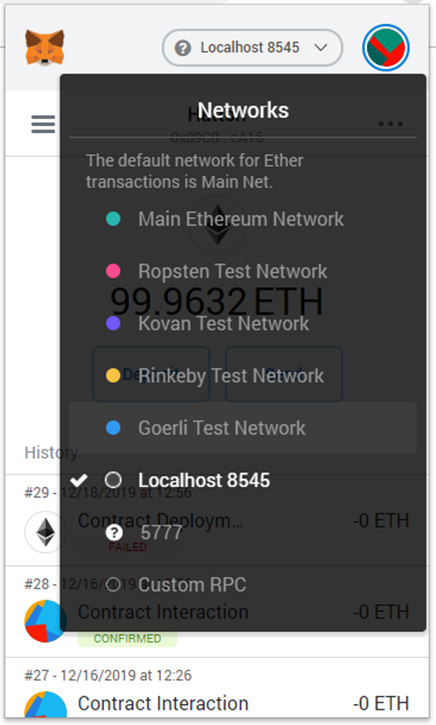 Localhost 8545
Networks
The default network for Ether
transactions is Main Net.
Main Ethereum Network
Ropsten Test Network
99.9632 ETH
Kovan Test Network
Rinkeby Test Network
Goerli Test Network
History
Localhost 8545
#29 - 12/18/2019 at 12:56
Contract Deploym... -0 ETH
5777
FAILED
#28 - 12/16/2019 at
Custom RPC
Contract Interaction -0 ETH
CONFIRMED
#27 - 12/16/2019 at 12:26
Contract Interaction -0 ETH